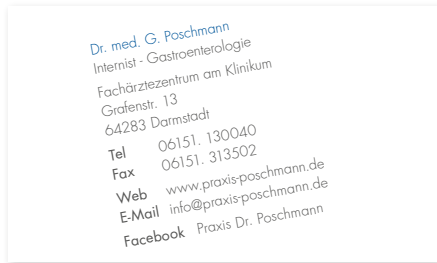 Dr. med. G. Poschmann
Internist - Gastroenterologie
Fachärztezentrum am Klinikum
Grafenstr. 13
64283 Darmstadt
Tel 06151. 130040
Fax 06151. 313502
Web www.praxis-poschmann.de
E-Mail info@praxis-poschmann.de
Facebook Praxis Dr. Poschmann